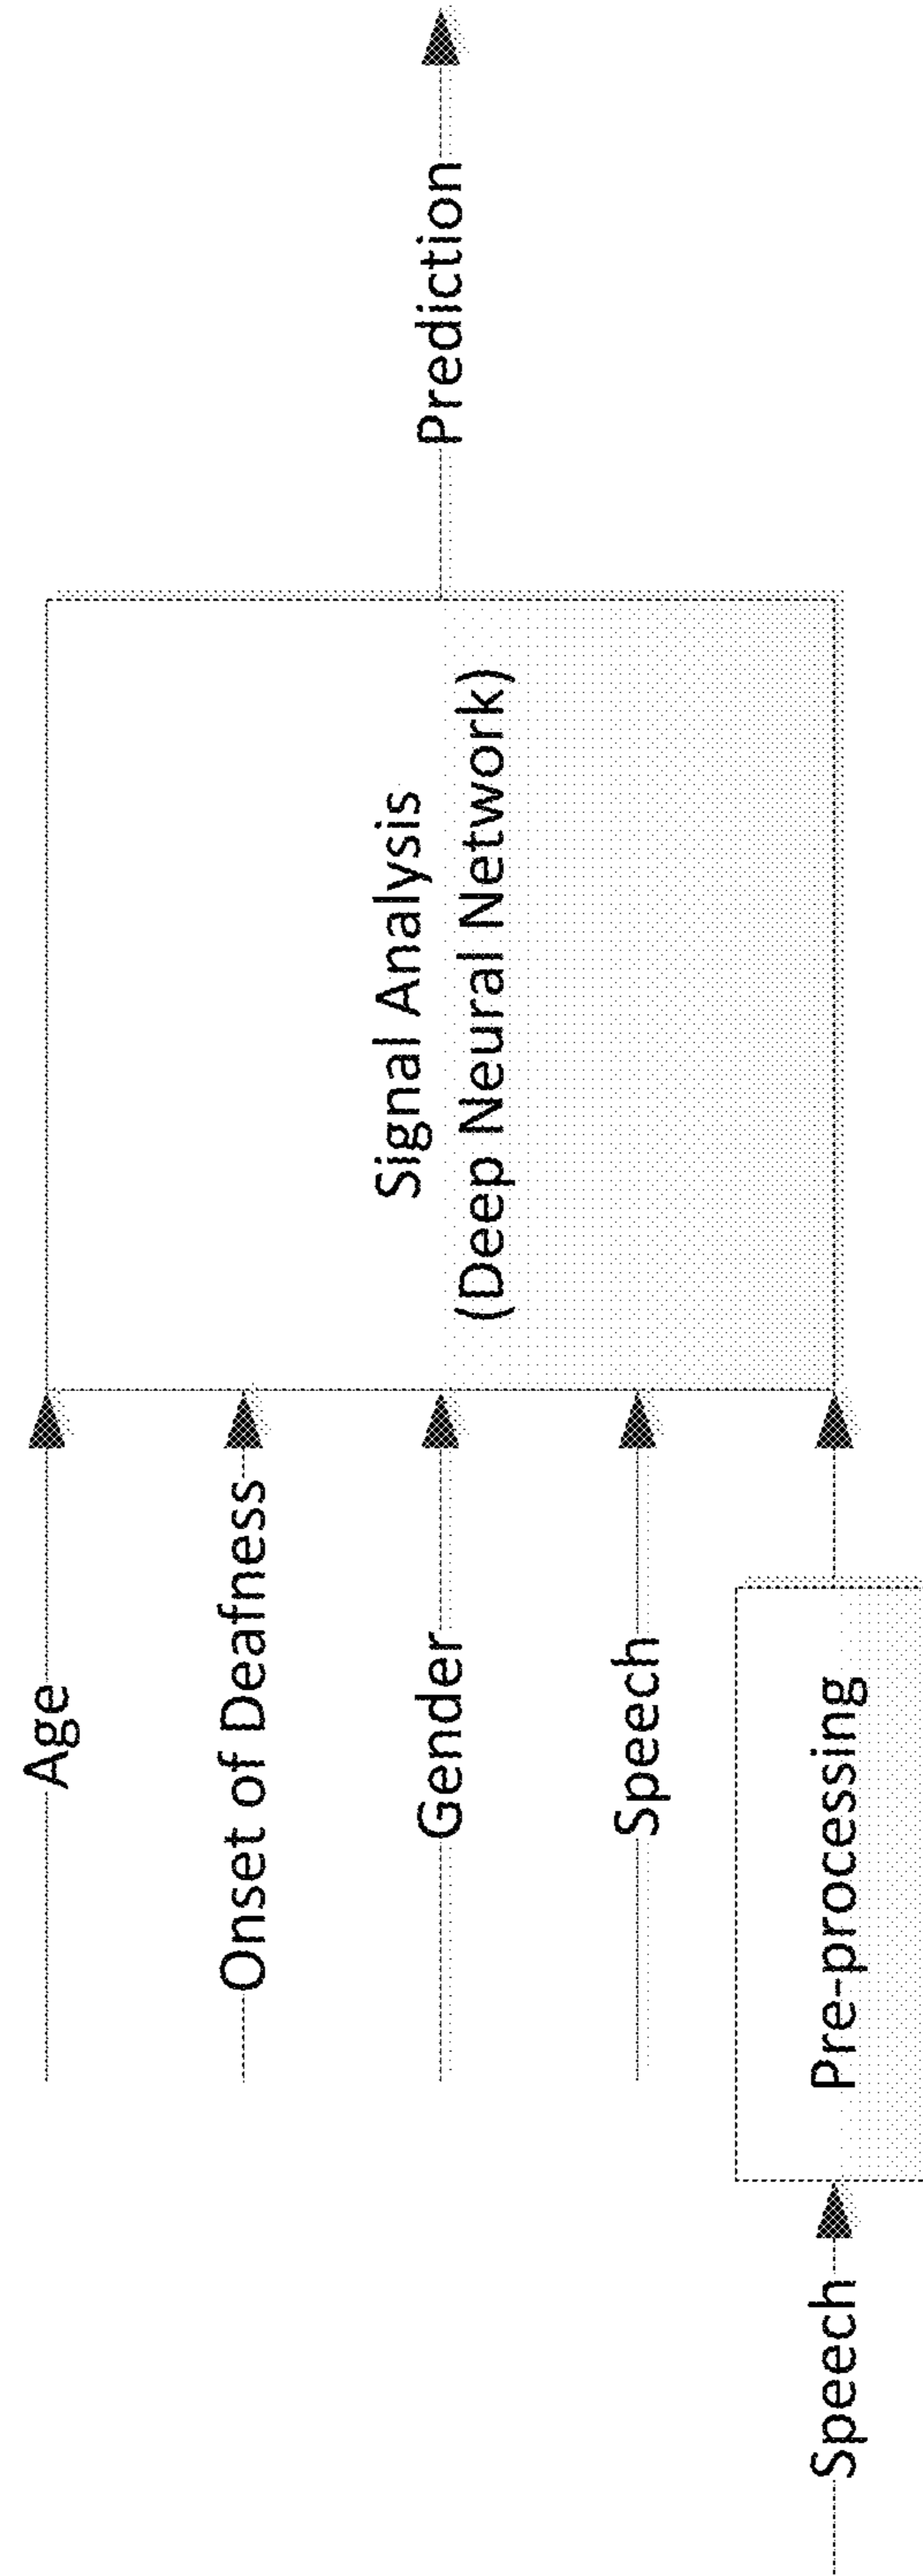 Age
Onset of Deafness
Gender
Speech
Speech
Pre-processing
Signal Analysis
(Deep Neural Network)
Prediction